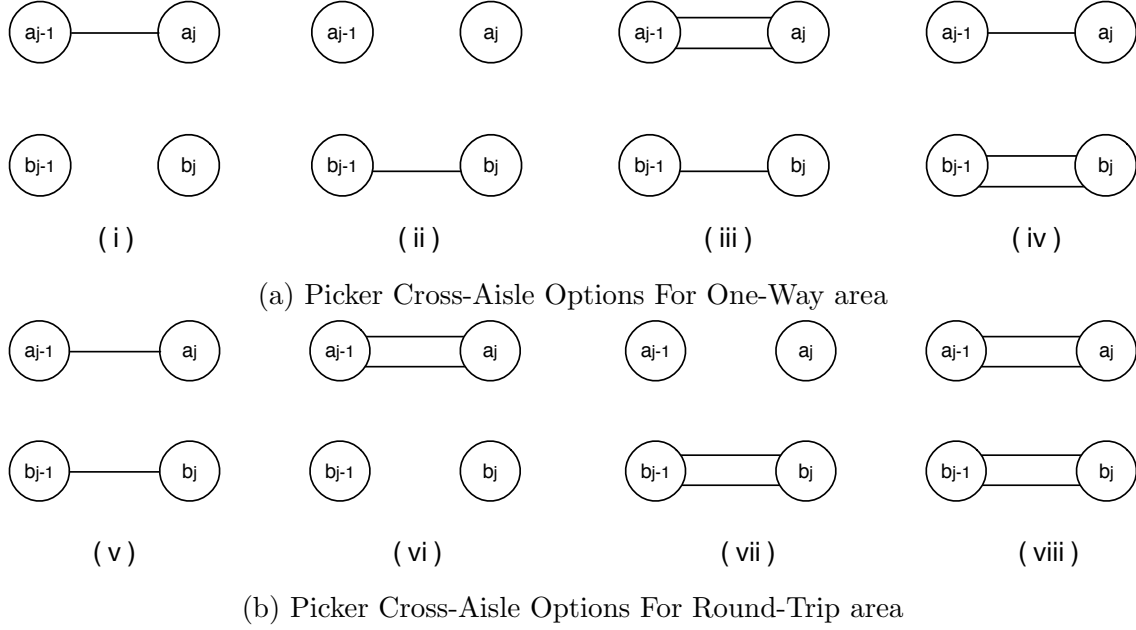 aj-1 aj aj-1 aj aj-1 aj aj-1 aj
bj-1 bj bj-1 bj bj-1 bj bj-1 bj
( i ) ( ii ) ( iii ) ( iv )
(a) Picker Cross-Aisle Options For One-Way area
aj-1 aj aj-1 aj aj-1 aj aj-1 aj
bj-1 bj bj-1 bj bj-1 bj bj-1 bj
( v ) ( vi ) ( vii ) ( viii )
(b) Picker Cross-Aisle Options For Round-Trip area